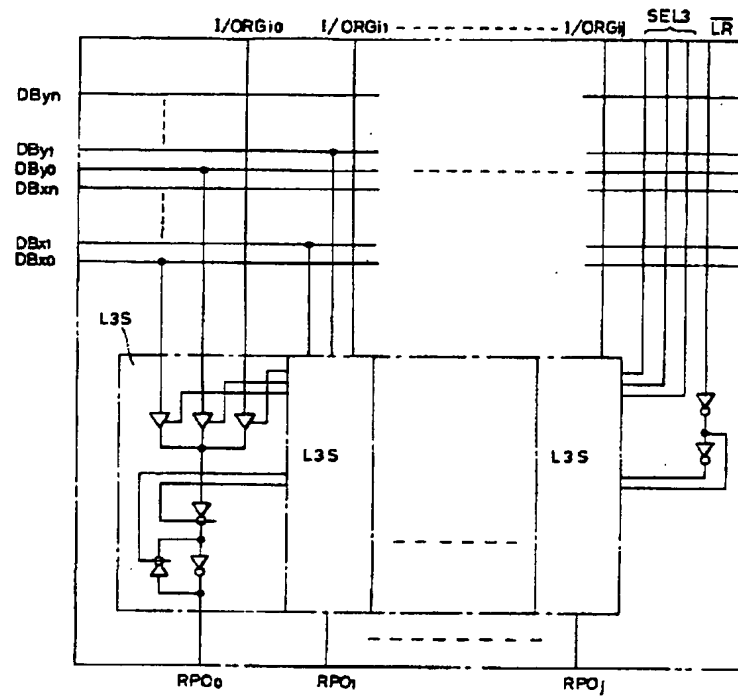 I/ORGi0 I/ORGi1 I/ORGij SEL3 LR
DByn
DBy1
DBy0
DBxn
DBx1
DBx0
L3S
L3S
L3S
RPO0 RPO1 RPOj